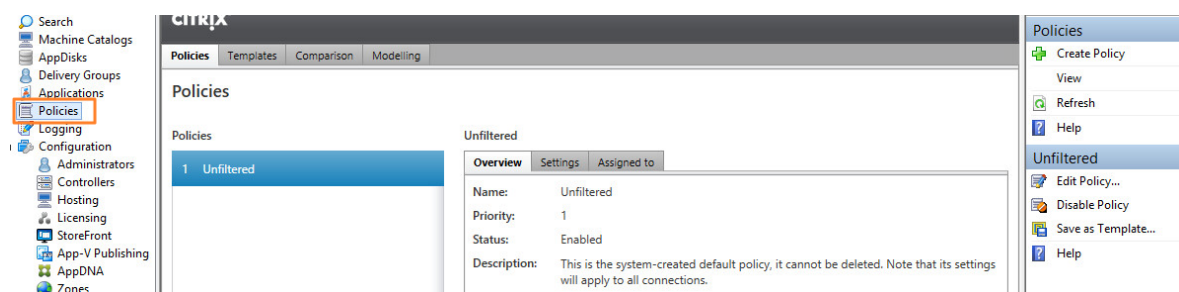 Search
Machine Catalogs
AppDisks
Delivery Groups
Applications
Policies
Logging
Configuration
Administrators
Controllers
Hosting
Licensing
StoreFront
App-V Publishing
AppDNA
Zones
CITRIX
Policies Templates Comparison Modelling
Policies
Policies
1 Unfiltered
Unfiltered
Overview Settings Assigned to
Name: Unfiltered
Priority: 1
Status: Enabled
Description: This is the system-created default policy, it cannot be deleted. Note that its settings
will apply to all connections.
Policies
Create Policy
View
Refresh
Help
Unfiltered
Edit Policy...
Disable Policy
Save as Template...
Help